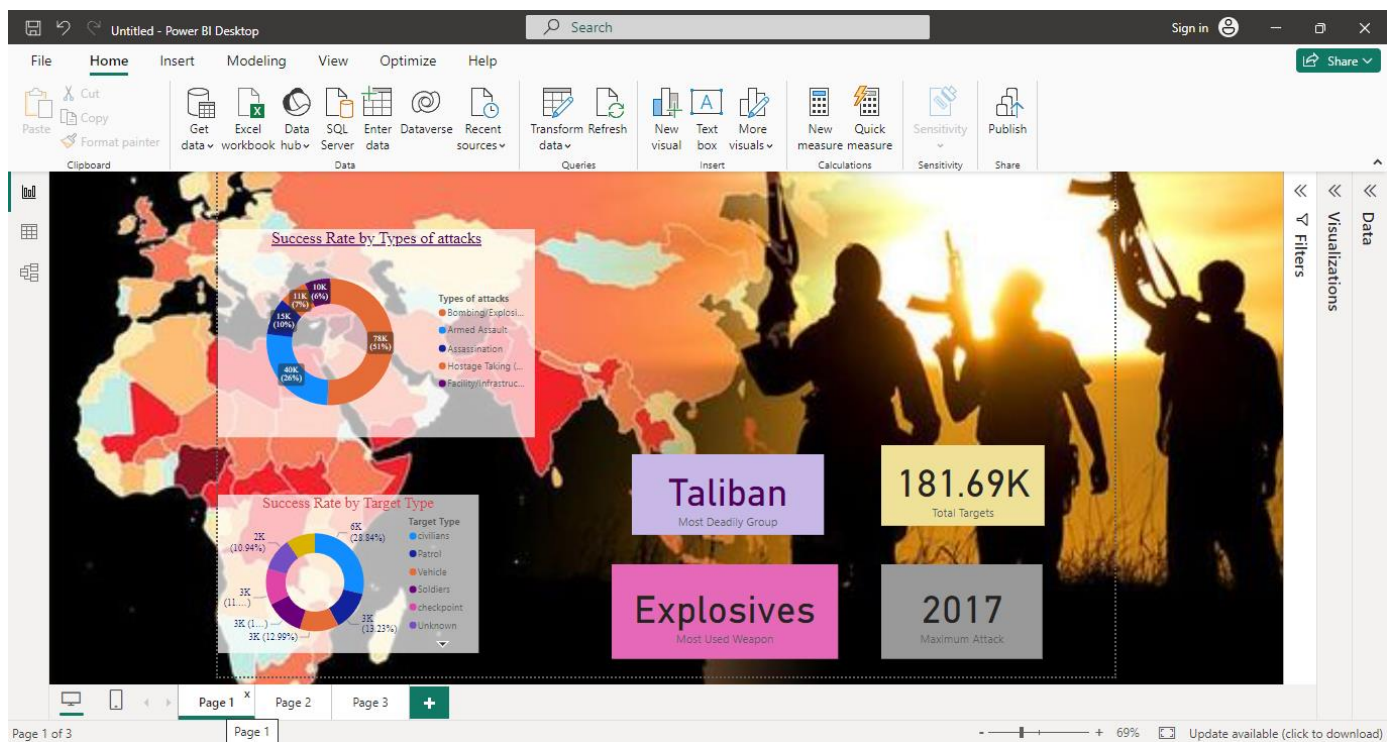 Untitled - Power BI Desktop
Search
Sign in
File Home Insert Modeling View Optimize Help
Share
Paste
Cut
Copy
Format painter
Clipboard
Get data
Excel workbook
Data hub
SQL Server
Enter data
Dataverse
Recent sources
Data
Transform data
Refresh
Queries
New visual
Text box
More visuals
Insert
New measure
Quick measure
Calculations
Sensitivity
Sensitivity
Publish
Share
Success Rate by Types of attacks
10K
(6%)
11K
(7%)
15K
(10%)
78K
(51%)
40K
(26%)
Types of attacks
Bombing/Explosi...
Armed Assault
Assassination
Hostage Taking (...
Facility/Infrastruc...
Success Rate by Target Type
6K
(28.84%)
2K
(10.94%)
3K
(11....)
3K (1...)
3K (12.99%)
3K
(13.23%)
Target Type
civilians
Patrol
Vehicle
Soldiers
checkpoint
Unknown
Taliban
Most Deadily Group
181.69K
Total Targets
Explosives
Most Used Weapon
2017
Maximum Attack
Filters
Visualizations
Data
Page 1 x
Page 2
Page 3
+
Page 1 of 3
Page 1
- + 69%
Update available (click to download)